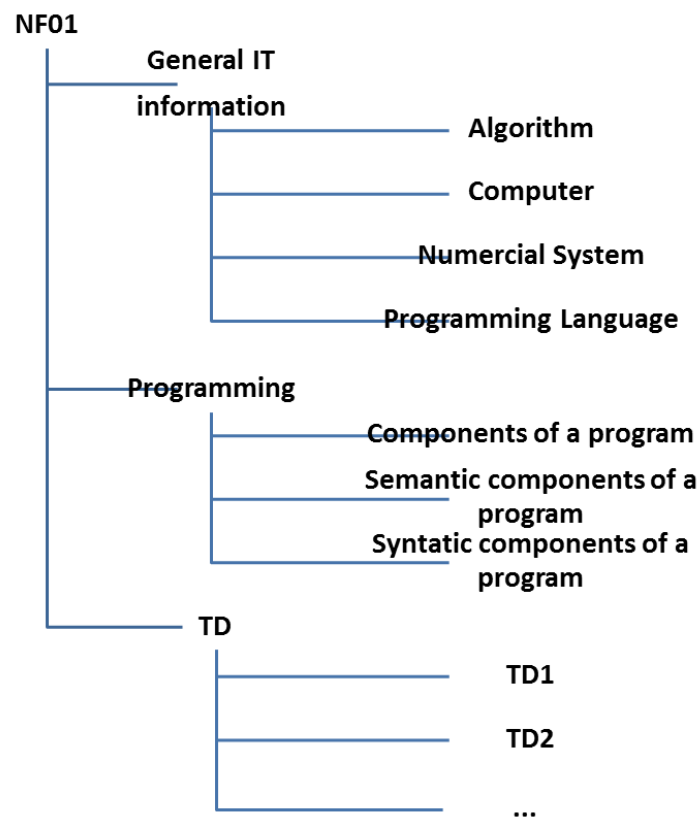 NF01
General IT
information
Algorithm
Computer
Numercial System
Programming Language
Programming
Components of a program
Semantic components of a
program
Syntatic components of a
program
TD
TD1
TD2
...